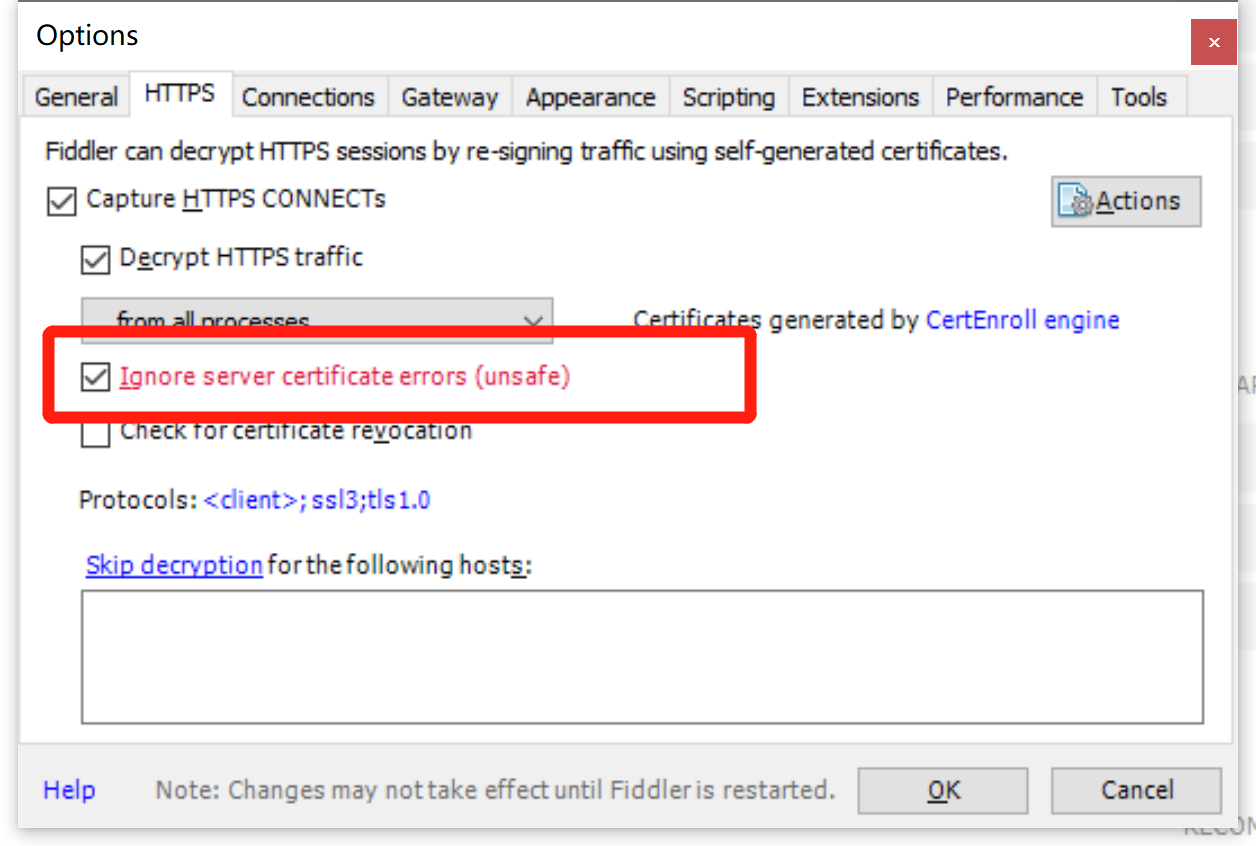 Options
General HTTPS Connections Gateway Appearance Scripting Extensions Performance Tools
Fiddler can decrypt HTTPS sessions by re-signing traffic using self-generated certificates.
Capture HTTPS CONNECTs
Actions
Decrypt HTTPS traffic
...from all processes
Certificates generated by CertEnroll engine
Ignore server certificate errors (unsafe)
Check for certificate revocation
Protocols: <client>; ssl3;tls1.0
Skip decryption for the following hosts:
Help
Note: Changes may not take effect until Fiddler is restarted.
OK
Cancel